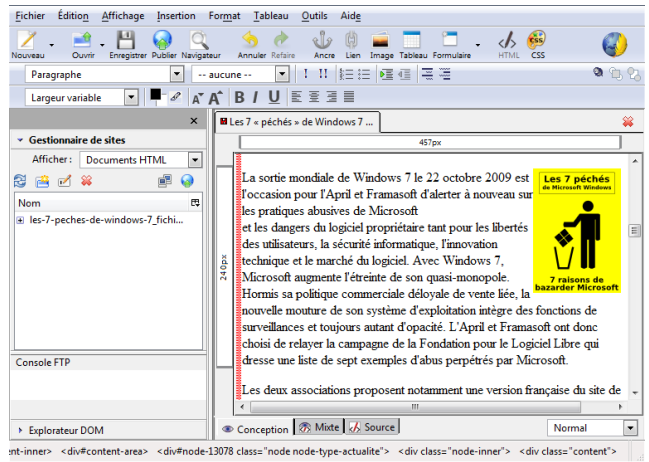 Fichier Édition Affichage Insertion Format Tableau Outils Aide
Nouveau Ouvrir Enregistrer Publier Navigateur Annuler Refaire Ancre Lien Image Tableau Formulaire HTML CSS
Paragraphe -- aucune -- ! !!
Largeur variable A A B I U
Les 7 « péchés » de Windows 7 ...
457px
Gestionnaire de sites
Afficher : Documents HTML
Nom
les-7-peches-de-windows-7_fichi...
Console FTP
Explorateur DOM
240px
La sortie mondiale de Windows 7 le 22 octobre 2009 est
l'occasion pour l'April et Framasoft d'alerter à nouveau sur
les pratiques abusives de Microsoft
et les dangers du logiciel propriétaire tant pour les libertés
des utilisateurs, la sécurité informatique, l'innovation
technique et le marché du logiciel. Avec Windows 7,
Microsoft augmente l'étreinte de son quasi-monopole.
Hormis sa politique commerciale déloyale de vente liée, la
nouvelle mouture de son système d'exploitation intègre des fonctions de
surveillances et toujours autant d'opacité. L'April et Framasoft ont donc
choisi de relayer la campagne de la Fondation pour le Logiciel Libre qui
dresse une liste de sept exemples d'abus perpétrés par Microsoft.
Les deux associations proposent notamment une version française du site de
Les 7 péchés
de Microsoft Windows
7 raisons de
bazarder Microsoft
Conception Mixte Source Normal
nt-inner> <div#content-area> <div#node-13078 class="node node-type-actualite"> <div class="node-inner"> <div class="content">